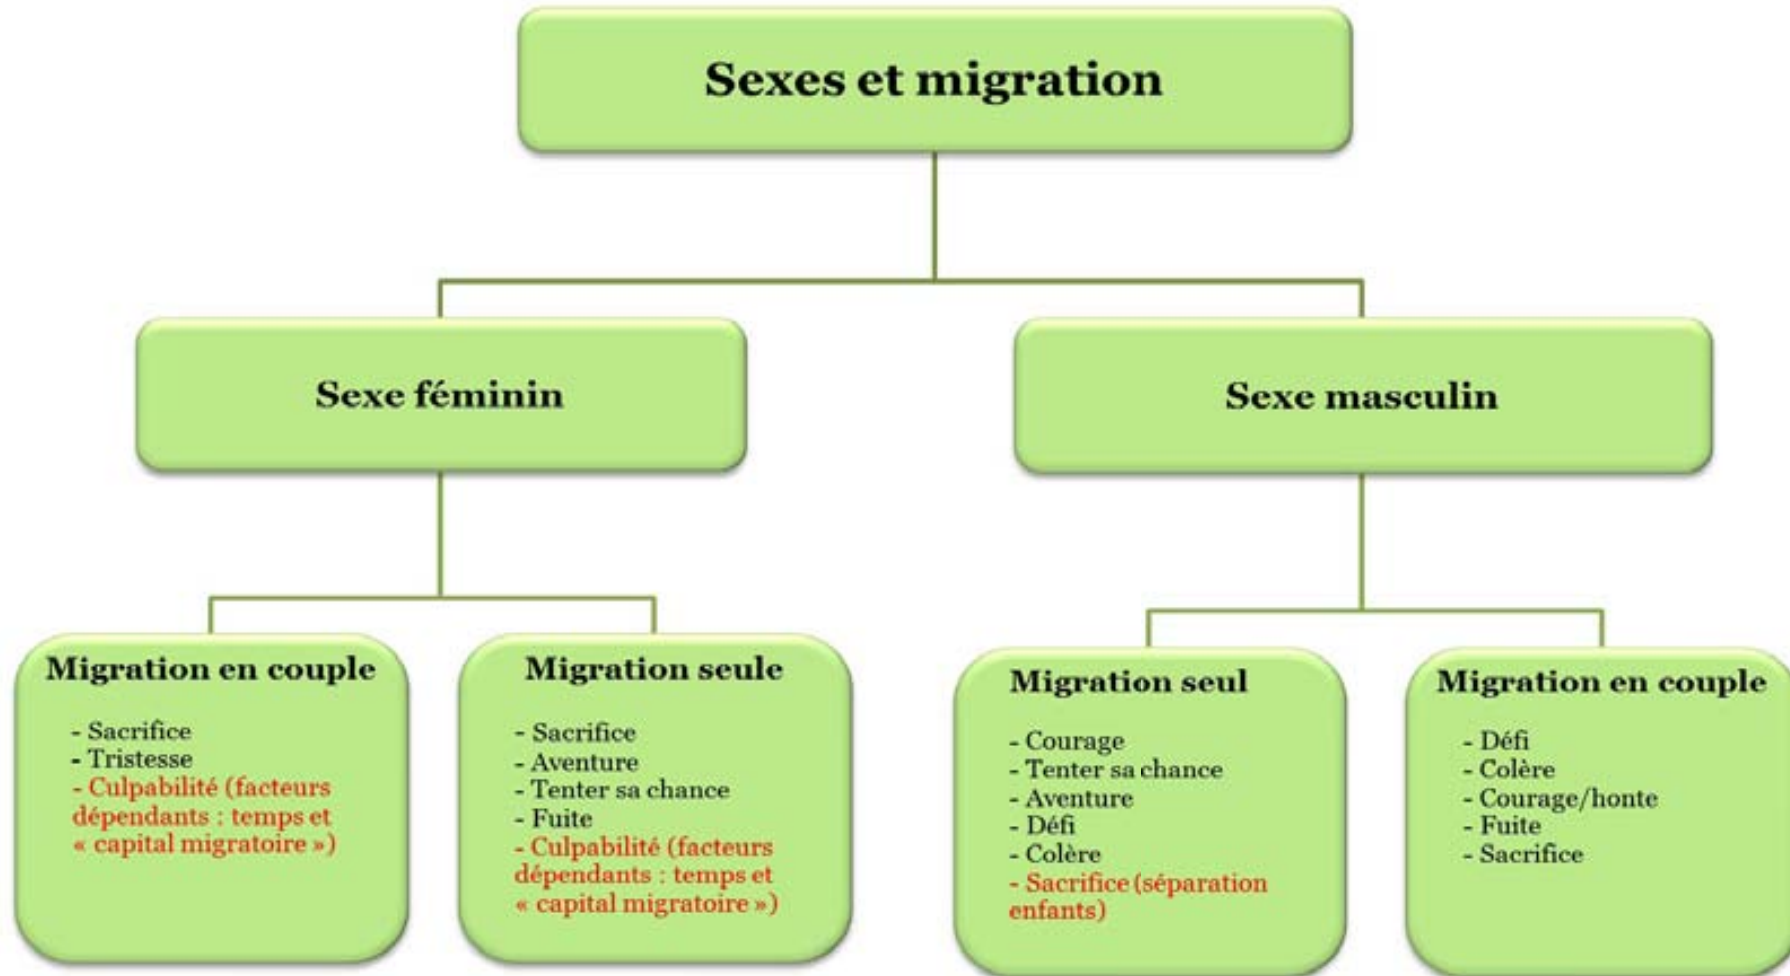 Sexes et migration
Sexe féminin
Sexe masculin
Migration en couple
- Sacrifice
- Tristesse
- Culpabilité (facteurs
dépendants : temps et
« capital migratoire »)
Migration seule
- Sacrifice
- Aventure
- Tenter sa chance
- Fuite
- Culpabilité (facteurs
dépendants : temps et
« capital migratoire »)
Migration seul
- Courage
- Tenter sa chance
- Aventure
- Défi
- Colère
- Sacrifice (séparation
enfants)
Migration en couple
- Défi
- Colère
- Courage/honte
- Fuite
- Sacrifice